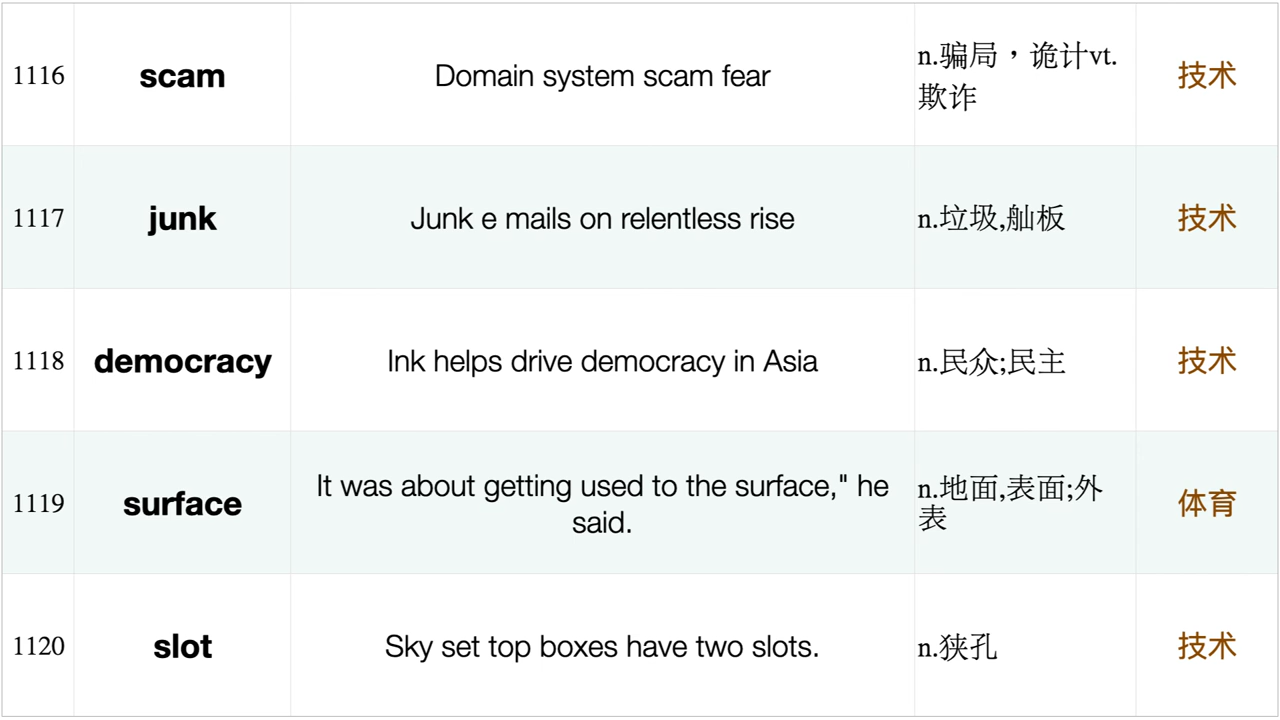 1116 scam Domain system scam fear n.骗局，诡计vt.
欺诈 技术
1117 junk Junk e mails on relentless rise n.垃圾,舢板 技术
1118 democracy Ink helps drive democracy in Asia n.民众;民主 技术
1119 surface It was about getting used to the surface," he
said. n.地面,表面;外
表 体育
1120 slot Sky set top boxes have two slots. n.狭孔 技术